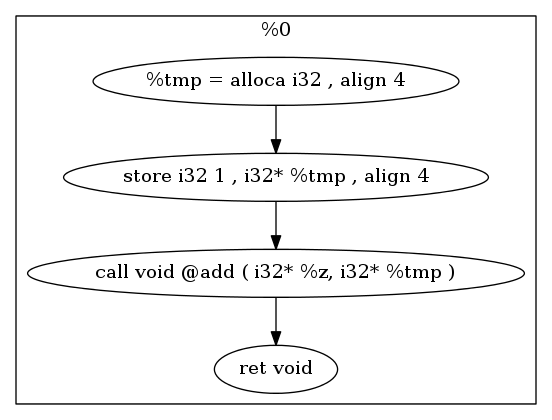 %0
%tmp = alloca i32 , align 4
store i32 1 , i32* %tmp , align 4
call void @add ( i32* %z, i32* %tmp )
ret void